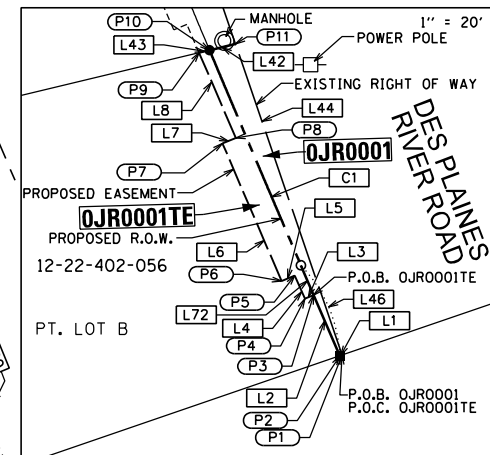 P10
MANHOLE
1" = 20'
L43
P11
POWER POLE
L42
P9
EXISTING RIGHT OF WAY
L8
L44
L7
P8
DES PLAINES
RIVER ROAD
P7
0JR0001
PROPOSED EASEMENT
C1
0JR0001TE
L5
PROPOSED R.O.W.
L6
L3
12-22-402-056
P6
P.O.B. 0JR0001TE
P5
L46
L72
L4
PT. LOT B
P4
L1
P3
L2
P.O.B. 0JR0001
P2
P.O.C. 0JR0001TE
P1